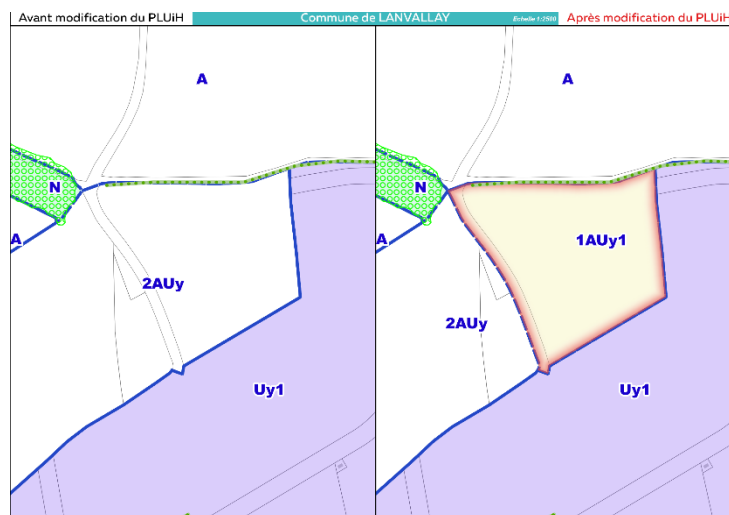 Avant modification du PLUiH
Commune de LANVALLAY
Echelle 1:2500
Après modification du PLUiH
A
N
A
2AUy
Uy1
A
N
A
1AUy1
2AUy
Uy1